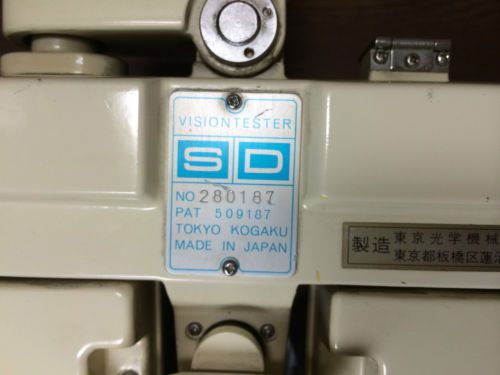 VISIONTESTER
SD
NO 280187
PAT 509187
TOKYO KOGAKU
MADE IN JAPAN
製造 東京光学機械
東京都板橋区蓮沼